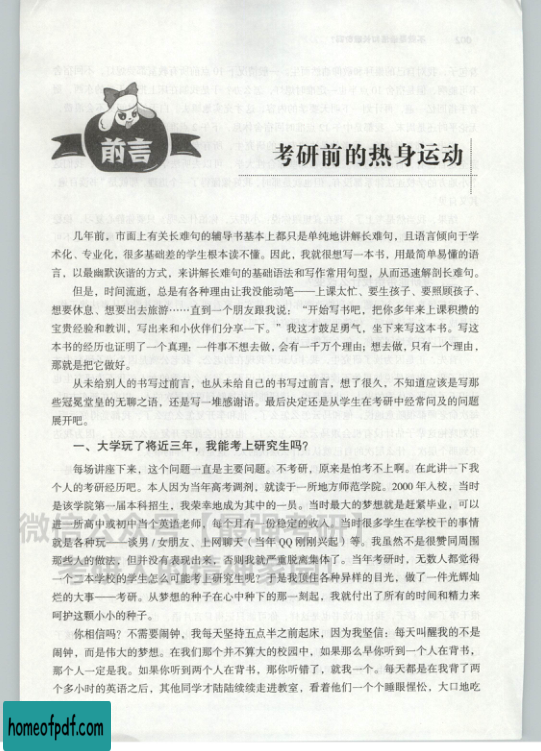 前言
考研前的热身运动
几年前，市面上有关长难句的辅导书基本上都只是单纯地讲解长难句，且语言倾向于学
术化、专业化，很多基础差的学生根本读不懂。因此，我就很想写一本书，用最简单易懂的语
言，以最幽默诙谐的方式，来讲解长难句的基础语法和写作常用句型，从而迅速解剖长难句。
但是，时间流逝，总是有各种理由让我没能动笔——上课太忙、要生孩子、要照顾孩子、
想要休息、想要出去旅游……直到一个朋友跟我说：“开始写书吧，把你多年来上课积攒的
宝贵经验和教训，写出来和小伙伴们分享一下。”我这才鼓足勇气，坐下来写这本书。写这
本书的经历也证明了一个真理：一件事不想去做，会有一千万个理由；想去做，只有一个理由，
那就是把它做好。
从未给别人的书写过前言，也从未给自己的书写过前言，想了很久，不知道应该是写那
些冠冕堂皇的无聊之语，还是写一堆感谢语。最后决定还是从学生在考研中经常问及的问题
展开吧。
一、大学玩了将近三年，我能考上研究生吗？
每场讲座下来，这个问题一直是主要问题。不考研，原来是怕考不上啊。在此讲一下我
个人的考研经历吧。本人因为当年高考调剂，就读于一所地方师范学院。2000 年入校，当时
是该学院第一届本科招生，我荣幸地成为其中的一员。当时最大的梦想就是赶紧毕业，可以
进一所高中或初中当个英语老师，每个月有一份稳定的收入。当时很多学生在学校干的事情
就是各种玩——谈男 / 女朋友、上网聊天（当年 QQ 刚刚兴起）等。我虽然不是很赞同周围
那些人的做法，但并没有表现出来，否则我就严重脱离集体了。当年考研时，无数人都觉得
一个二本学校的学生怎么可能考上研究生呢？于是我顶住各种异样的目光，做了一件光辉灿
烂的大事——考研。从梦想的种子在心中种下的那一刻起，我就付出了所有的时间和精力来
呵护这颗小小的种子。
你相信吗？不需要闹钟，我每天坚持五点半之前起床，因为我坚信：每天叫醒我的不是
闹钟，而是伟大的梦想。在我们那个并不算大的校园中，如果那么早你听到一个人在背书，
那个人一定是我。如果你听到两个人在背书，那你听错了，就我一个。每天都是在我背了两
个多小时的英语之后，其他同学才陆陆续续走进教室，看着他们一个个睡眼惺忪，大口地吃
homeofpdf.com